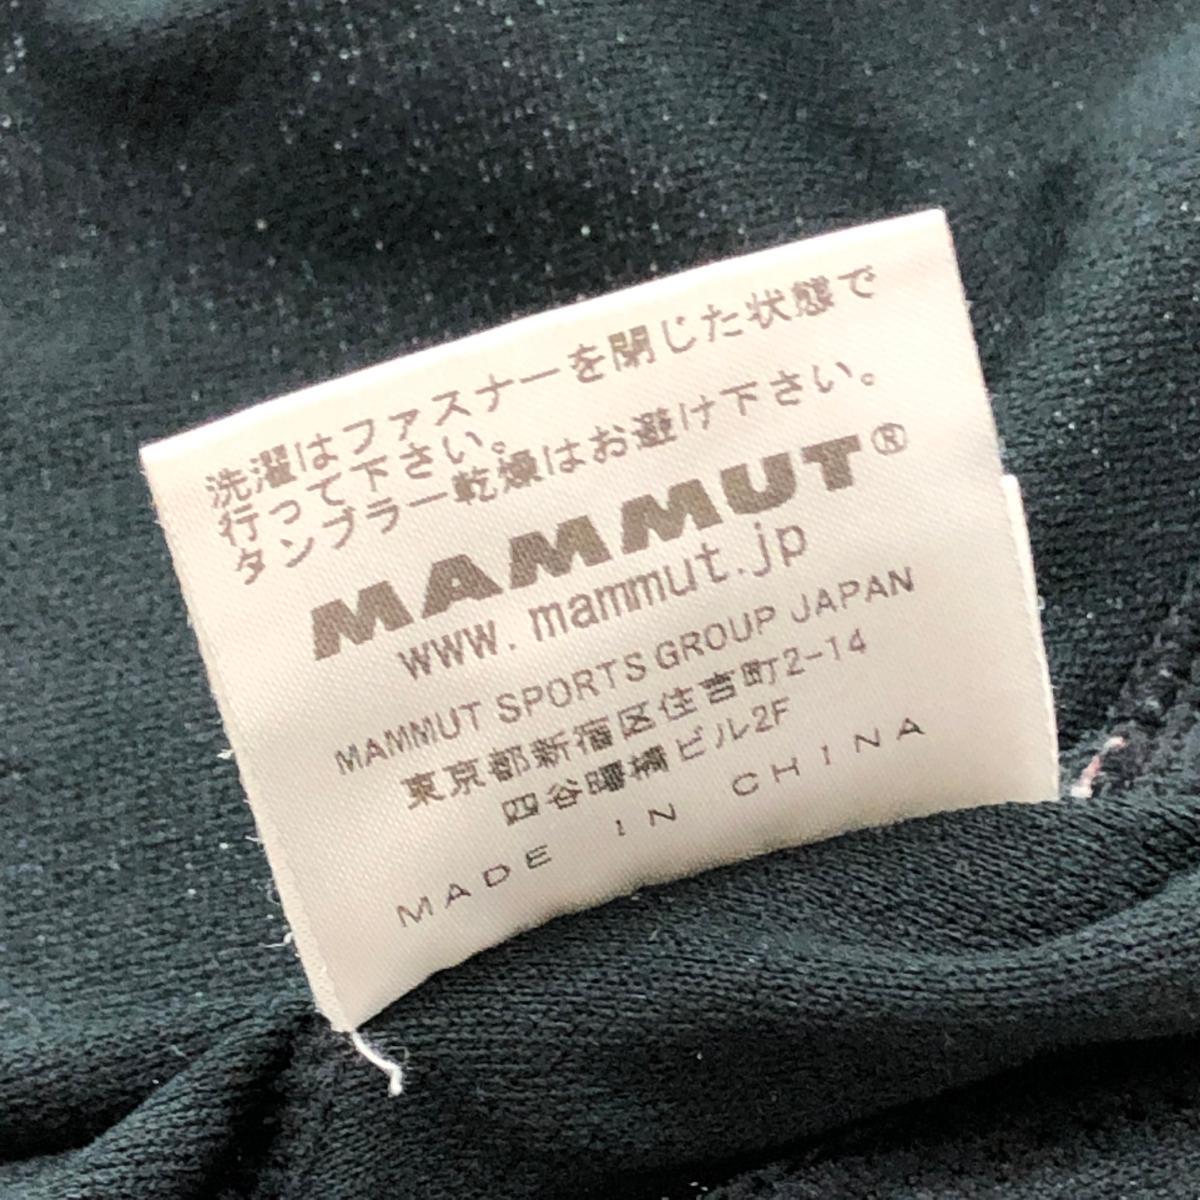 洗濯はファスナーを閉じた状態で
行って下さい。
タンブラー乾燥はお避け下さい。
MAMMUT®
www.mammut.jp
MAMMUT SPORTS GROUP JAPAN
東京都新宿区住吉町2-14
四谷曙橋ビル2F
MADE IN CHINA